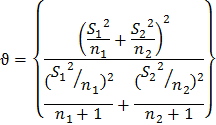 ϑ = { ( S₁²/n₁ + S₂²/n₂ )² / ( (S₁²/n₁)²/(n₁ + 1) + (S₂²/n₂)²/(n₂ + 1) ) }